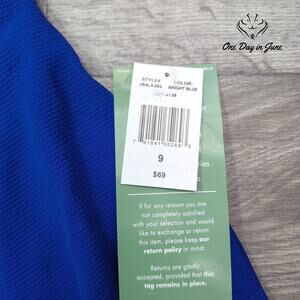 One Day in June
STYLE#
COLOR:
BRIGHT BLUE
9
$69
If for any reason you are
not completely satisfied
with your selection and would
like to exchange or return
this item, please keep our
return policy in mind:
Returns are gladly
accepted, provided that this
tag remains in place.